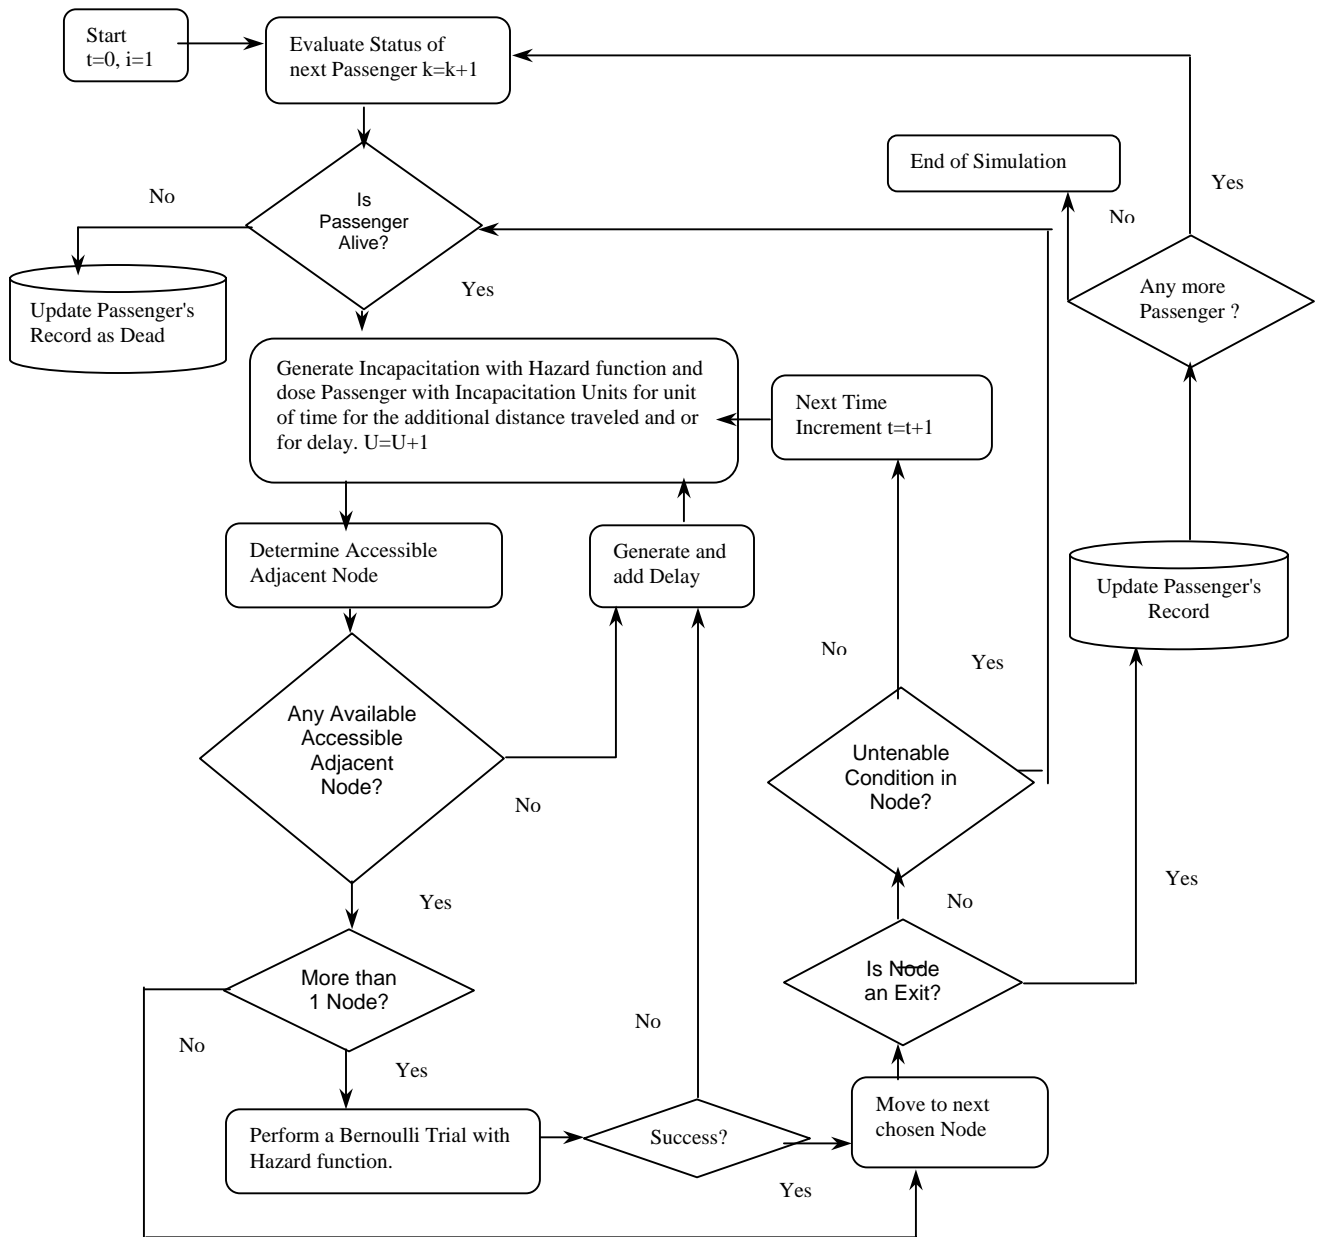 Start
t=0, i=1
Evaluate Status of
next Passenger k=k+1
End of Simulation
No
Is
Passenger
Alive?
Yes
No
Yes
Update Passenger's
Record as Dead
Any more
Passenger ?
Generate Incapacitation with Hazard function and
dose Passenger with Incapacitation Units for unit
of time for the additional distance traveled and or
for delay. U=U+1
Next Time
Increment t=t+1
Determine Accessible
Adjacent Node
Generate and
add Delay
Update Passenger's
Record
No
Yes
Any Available
Accessible
Adjacent
Node?
No
Untenable
Condition in
Node?
Yes
No
Yes
More than
1 Node?
Is Node
an Exit?
No
Yes
No
Perform a Bernoulli Trial with
Hazard function.
Success?
Yes
Move to next
chosen Node